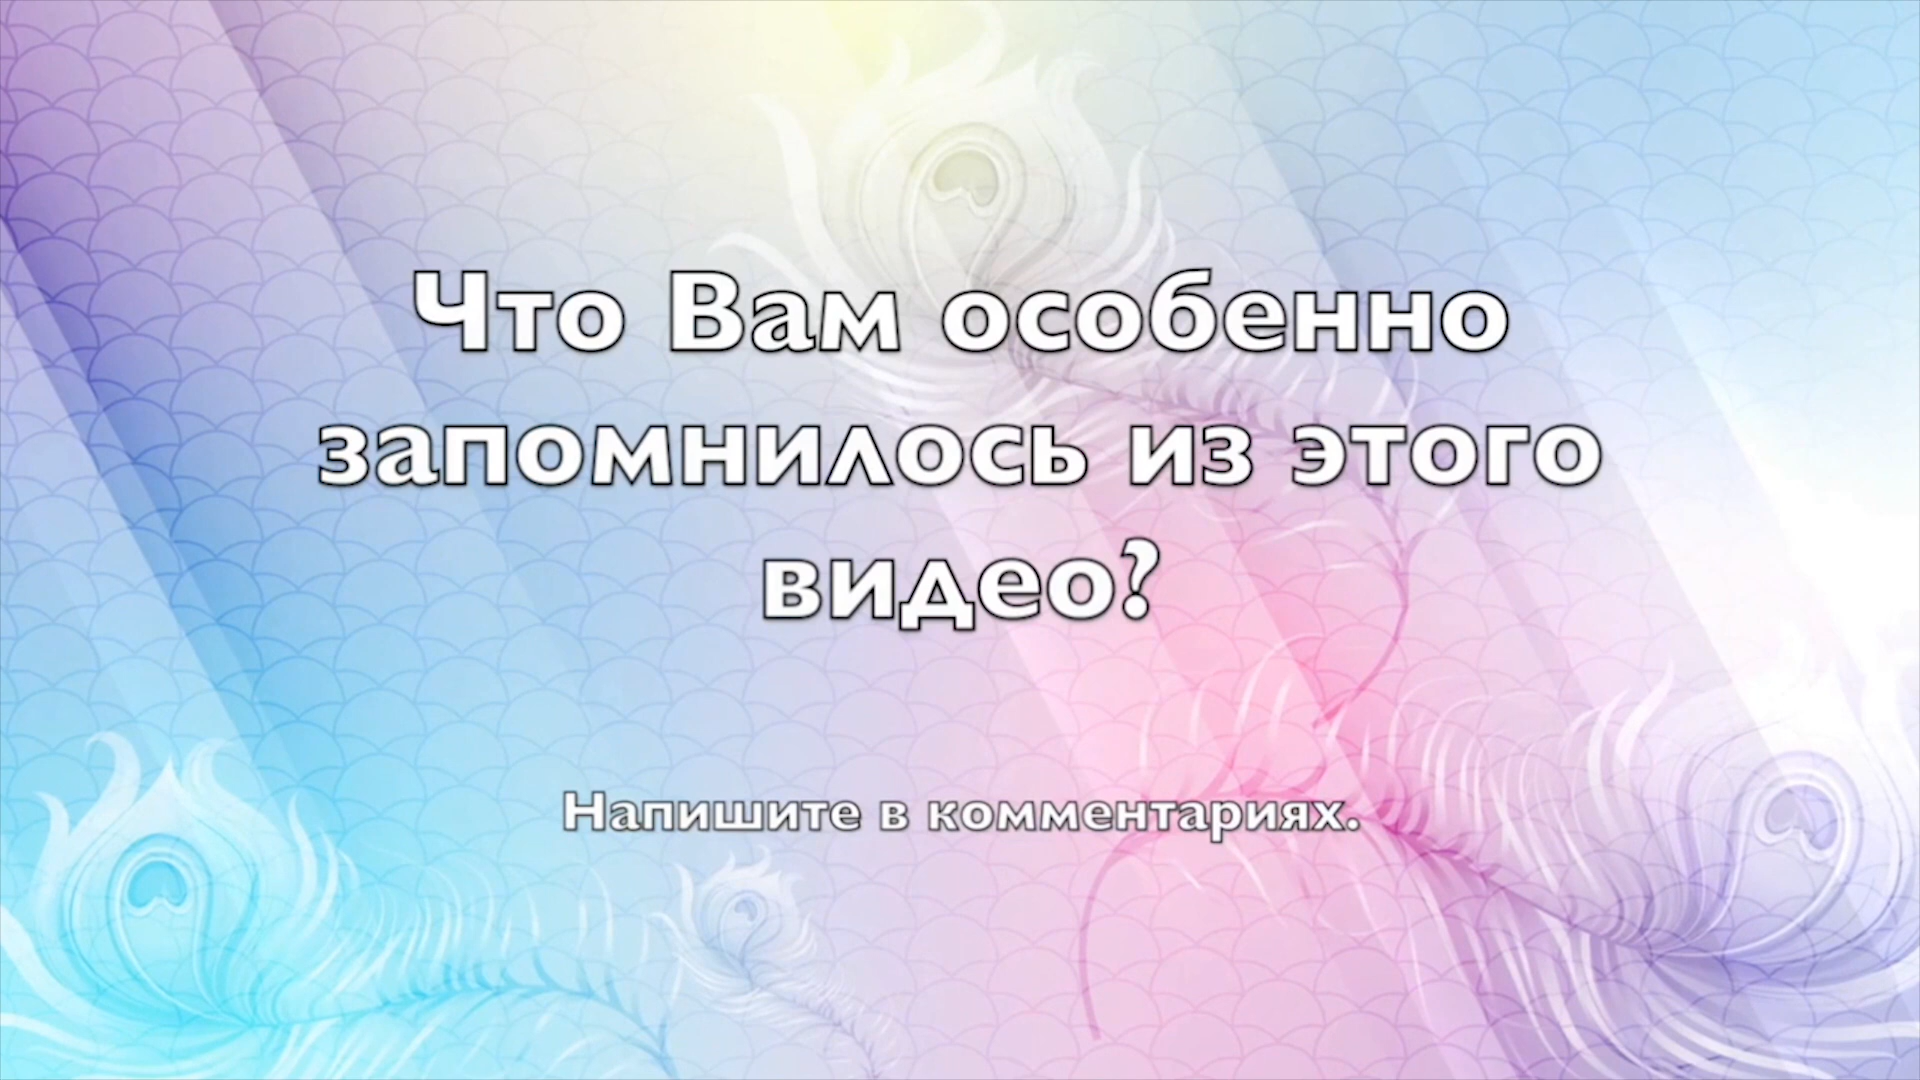 Что Вам особенно
запомнилось из этого
видео?
Напишите в комментариях.